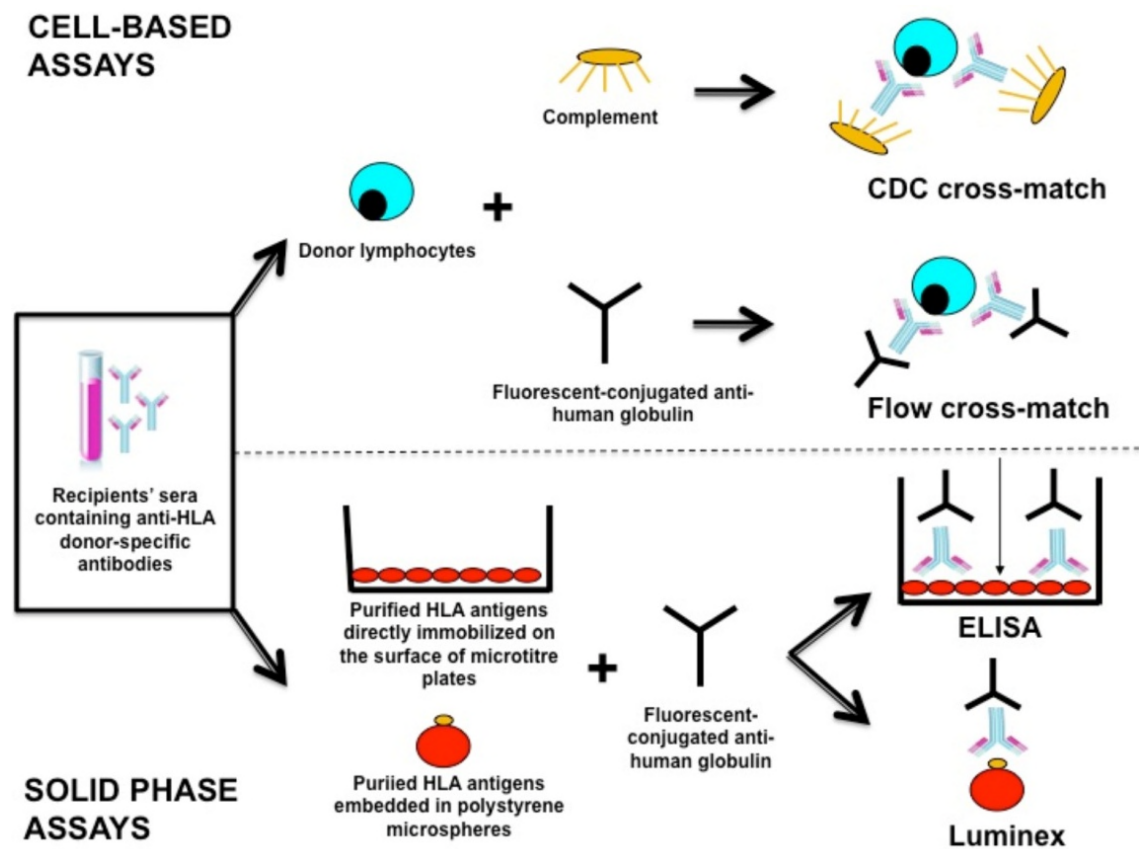 CELL-BASED
ASSAYS
Complement
CDC cross-match
Donor lymphocytes
+
Fluorescent-conjugated anti-
human globulin
Flow cross-match
Recipients’ sera
containing anti-HLA
donor-specific
antibodies
Purified HLA antigens
directly immobilized on
the surface of microtitre
plates
+
Fluorescent-
conjugated anti-
human globulin
ELISA
Puriied HLA antigens
embedded in polystyrene
microspheres
Luminex
SOLID PHASE
ASSAYS